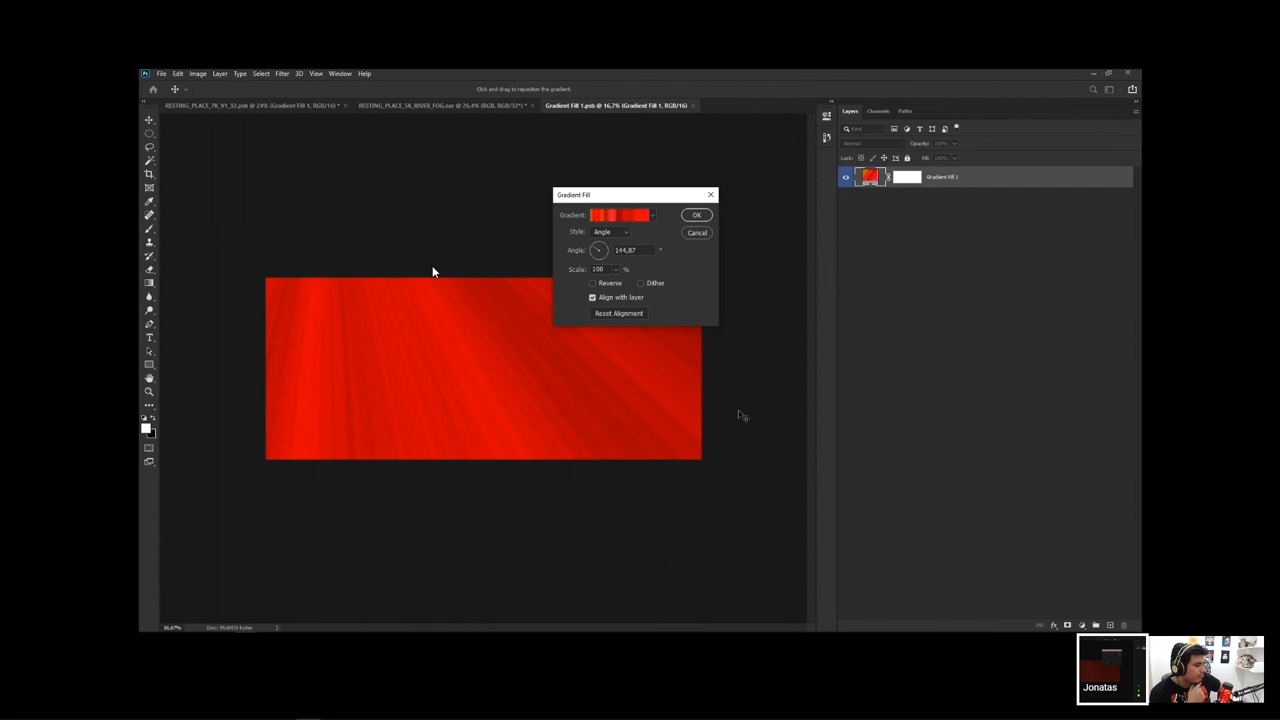 Ps File Edit Image Layer Type Select Filter 3D View Window Help
Click and drag to reposition the gradient.
RESTING_PLACE_7K_V1_32.psb @ 24% (Gradient Fill 1, RGB/16) * ×
RESTING_PLACE_5K_RIVER_FOG.exr @ 26,4% (RGB, RGB/32*) * ×
Gradient Fill 1.psb @ 16,7% (Gradient Fill 1, RGB/16) ×
Layers Channels Paths
Kind
Normal Opacity: 100%
Lock: Fill: 100%
Gradient Fill 1
Gradient Fill
Gradient: OK
Style: Angle Cancel
Angle: 144,87 °
Scale: 100 %
Reverse Dither
Align with layer
Reset Alignment
Jonatas